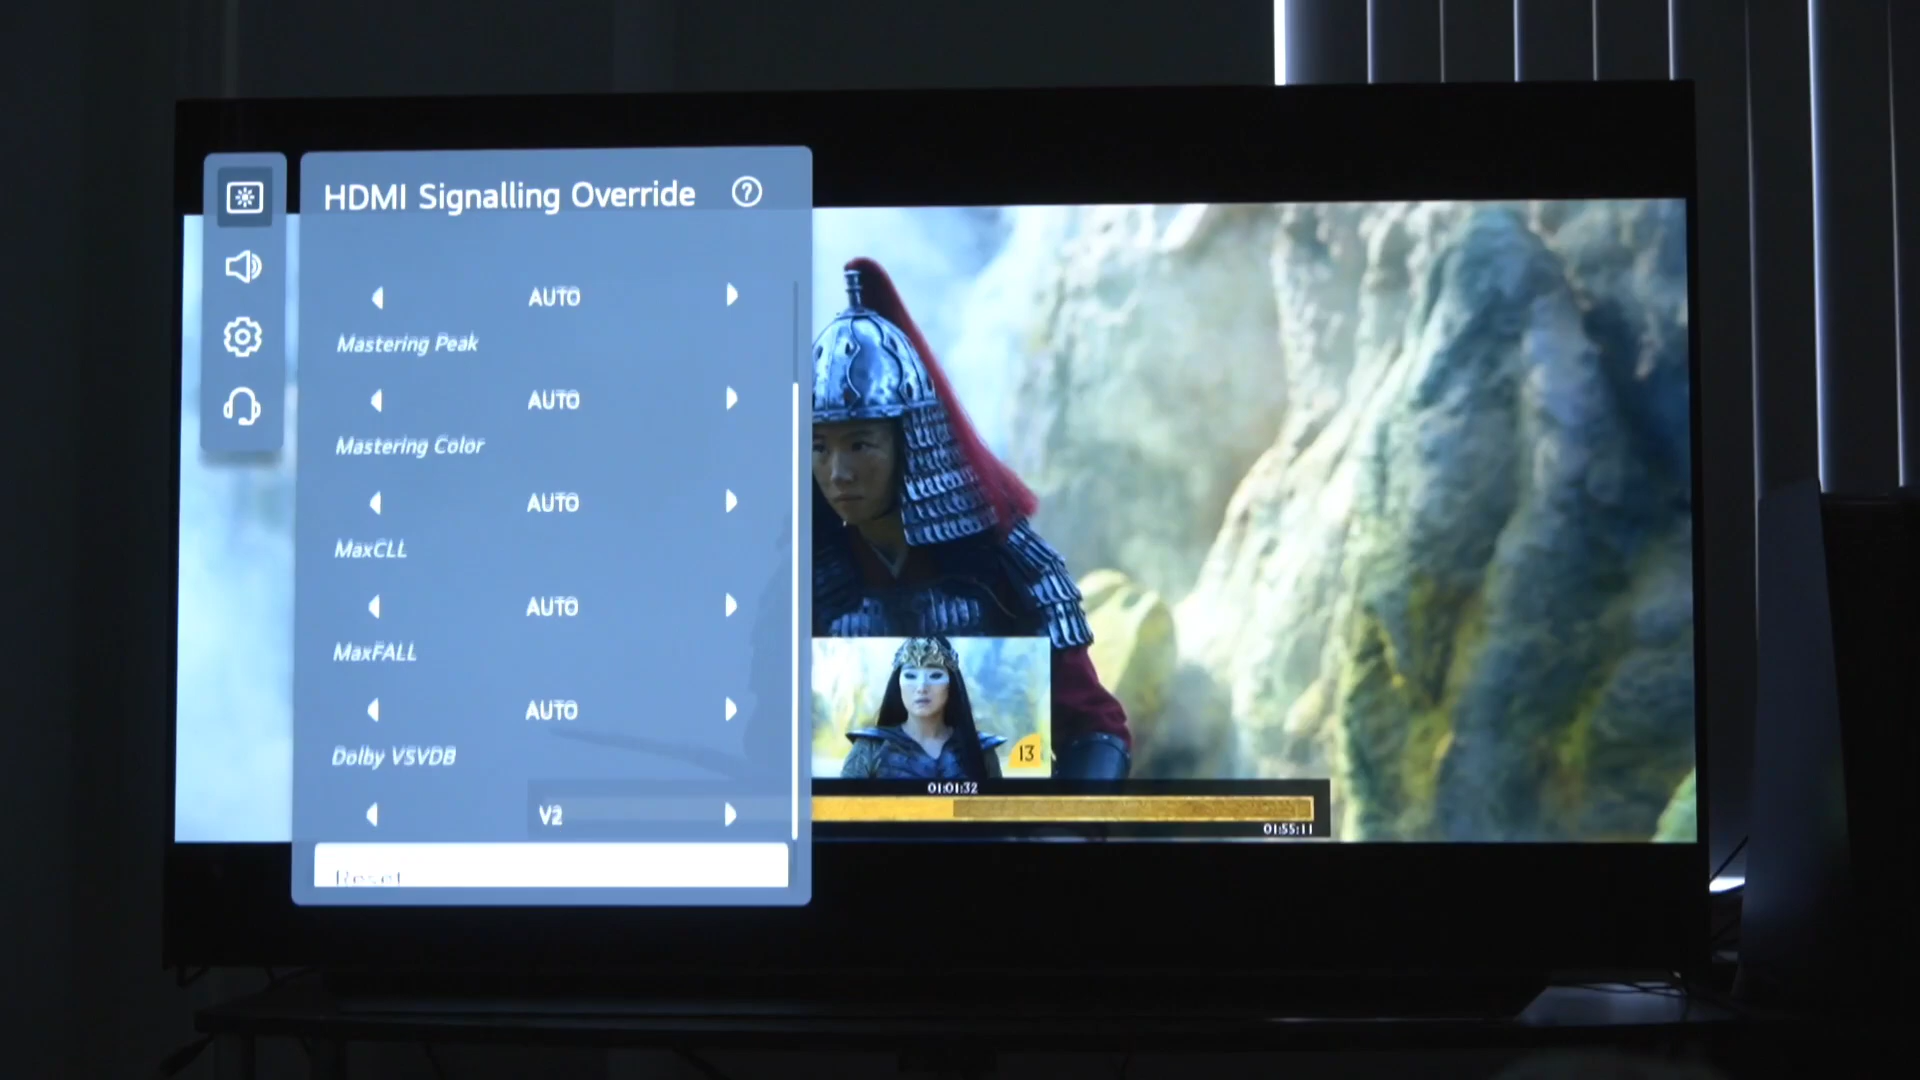 HDMI Signalling Override ?
AUTO
Mastering Peak
AUTO
Mastering Color
AUTO
MaxCLL
AUTO
MaxFALL
AUTO
Dolby VSVDB
V2
Reset
13
01:01:32
01:55:11